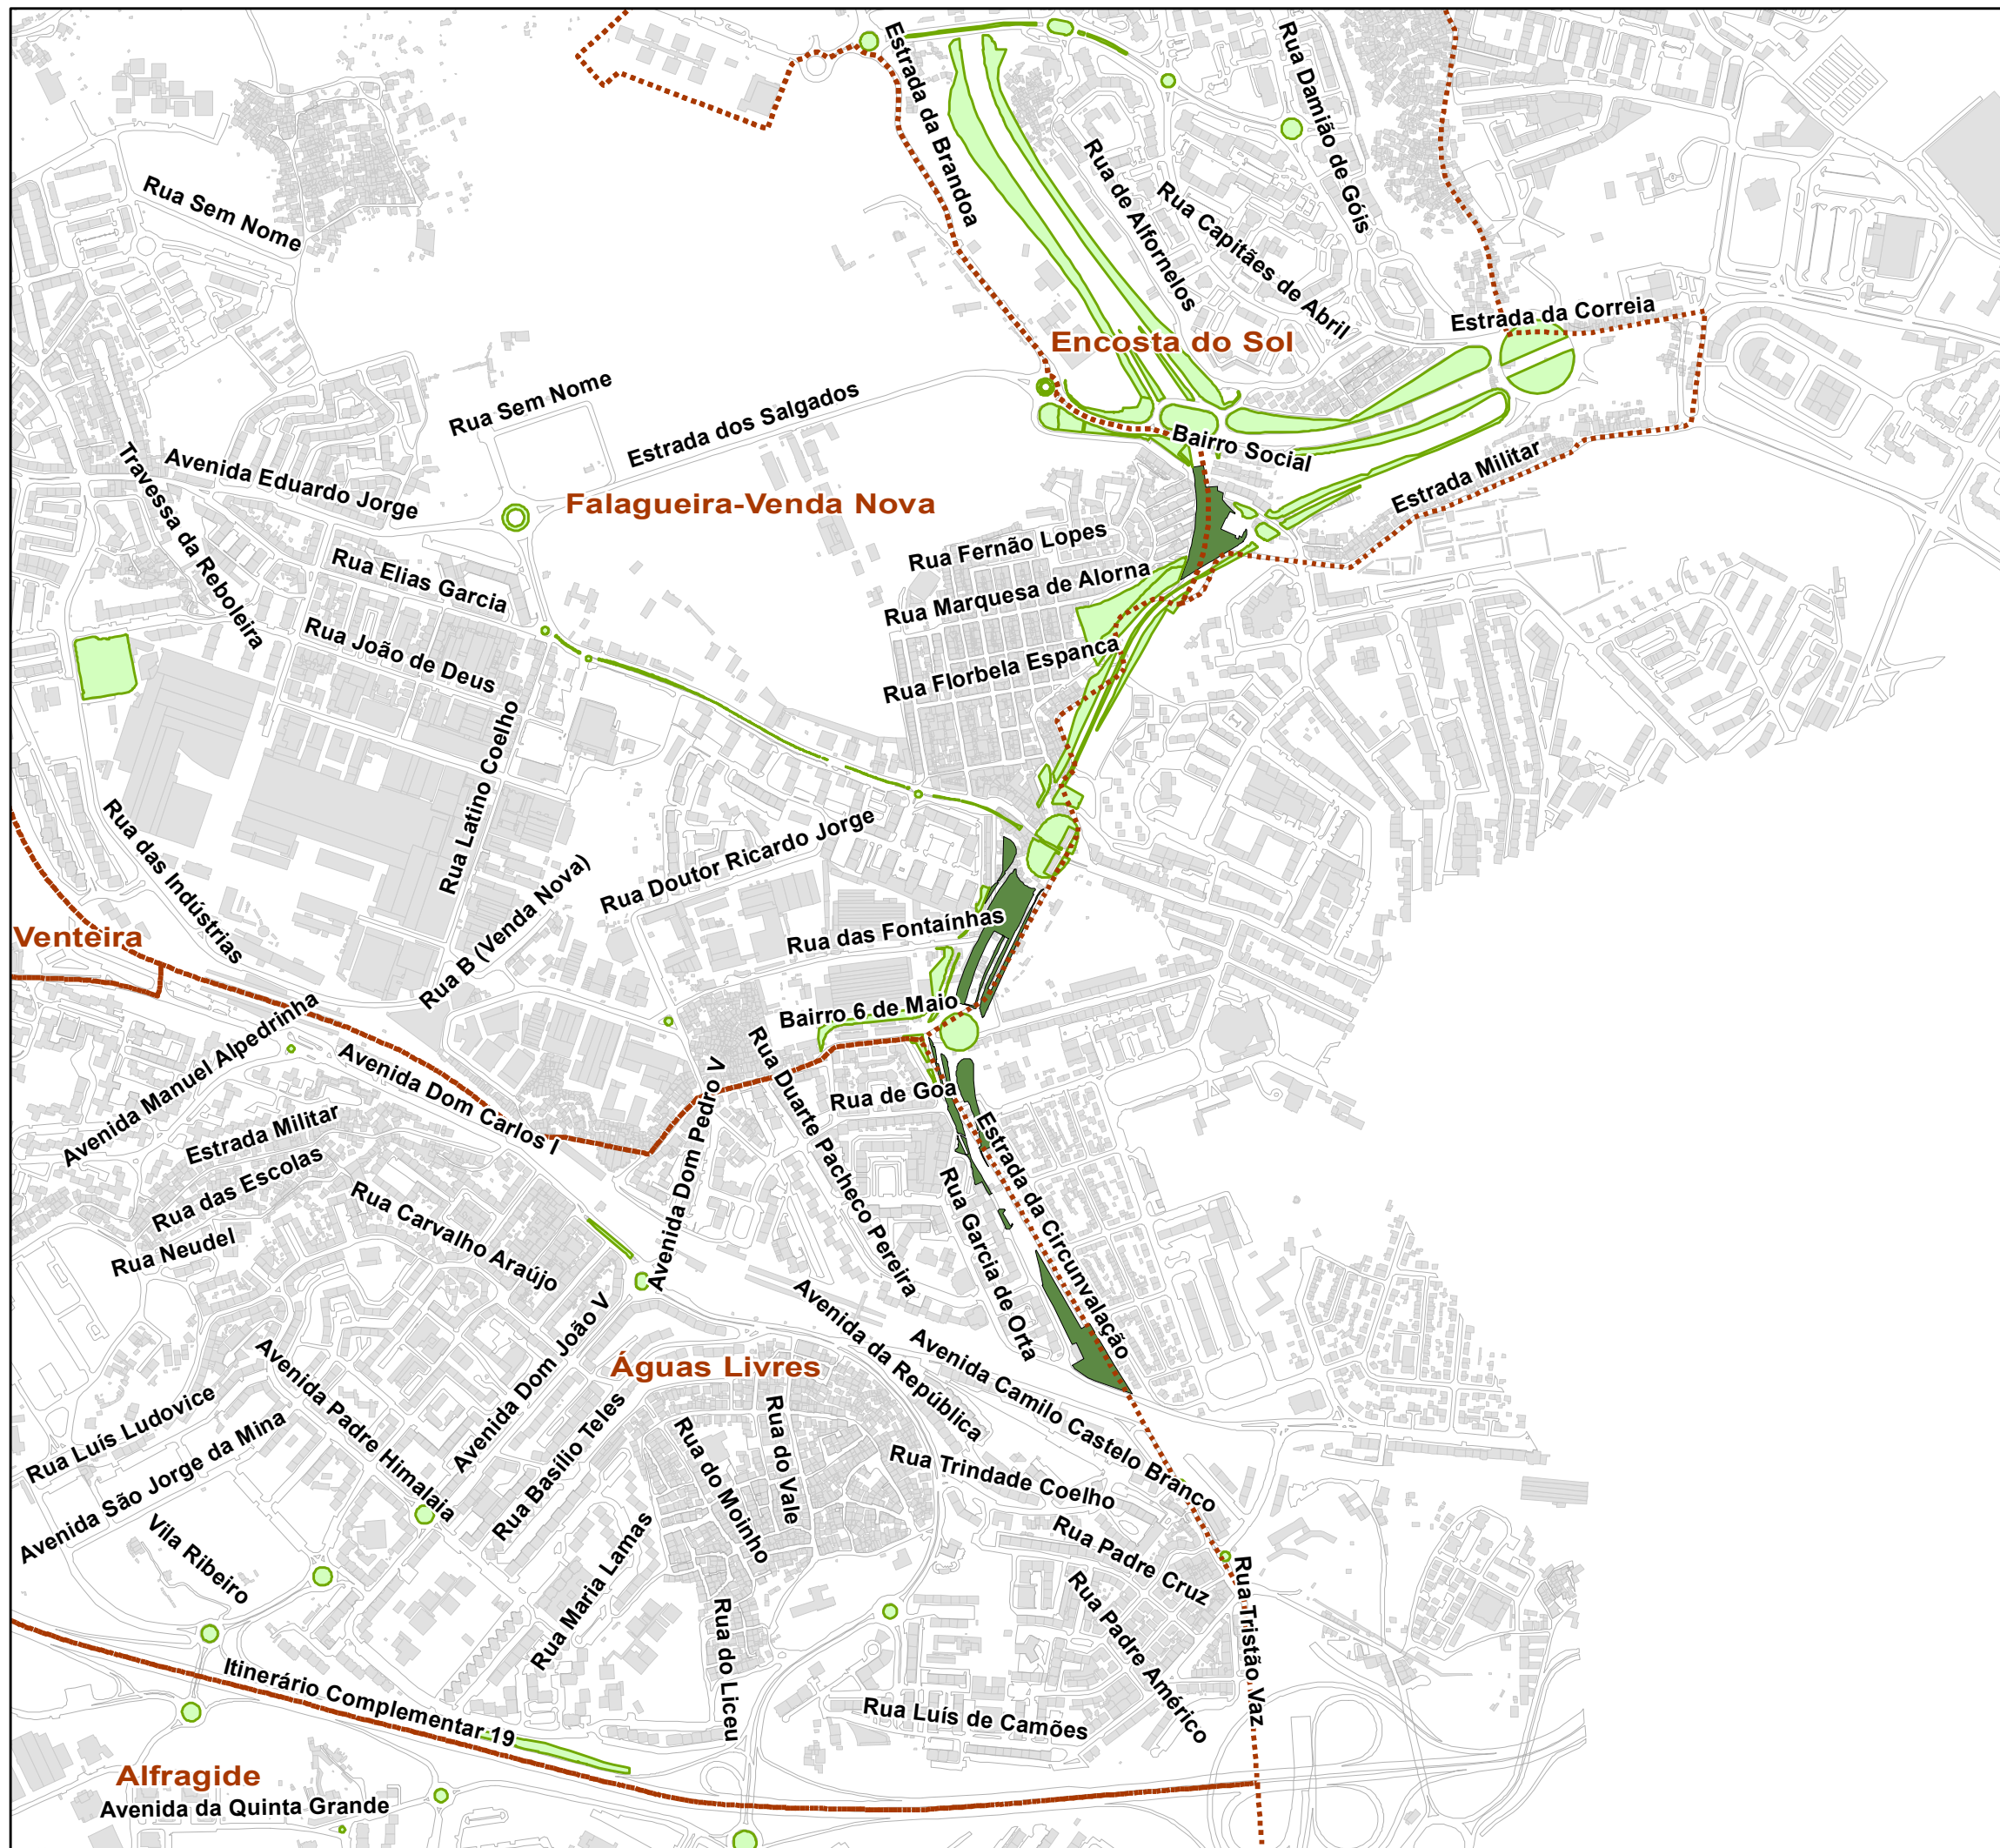 Estrada da Brandoa
Rua Damião de Góis
Rua de Alfornelos
Rua Capitães de Abril
Rua Sem Nome
Estrada da Correia
Encosta do Sol
Rua Sem Nome
Estrada dos Salgados
Bairro Social
Estrada Militar
Travessa da Reboleira
Avenida Eduardo Jorge
Falagueira-Venda Nova
Rua Fernão Lopes
Rua Elias Garcia
Rua Marquesa de Alorna
Rua João de Deus
Rua Florbela Espanca
Rua Latino Coelho
Rua das Indústrias
Rua Doutor Ricardo Jorge
Rua B (Venda Nova)
Venteira
Rua das Fontaínhas
Bairro 6 de Maio
Avenida Manuel Alpedrinha
Avenida Dom Carlos I
Avenida Dom Pedro V
Rua Duarte Pacheco Pereira
Rua de Goa
Estrada da Circunvalação
Estrada Militar
Rua das Escolas
Rua Neudel
Rua Carvalho Araújo
Rua Garcia de Orta
Avenida da República
Avenida Camilo Castelo Branco
Avenida Dom João V
Águas Livres
Avenida Padre Himalaia
Rua Luís Ludovice
Avenida São Jorge da Mina
Rua Basílio Teles
Rua do Moinho
Rua do Vale
Rua Trindade Coelho
Vila Ribeiro
Rua Maria Lamas
Rua Padre Cruz
Rua Tristão Vaz
Rua Padre Américo
Rua do Liceu
Itinerário Complementar 19
Rua Luís de Camões
Alfragide
Avenida da Quinta Grande